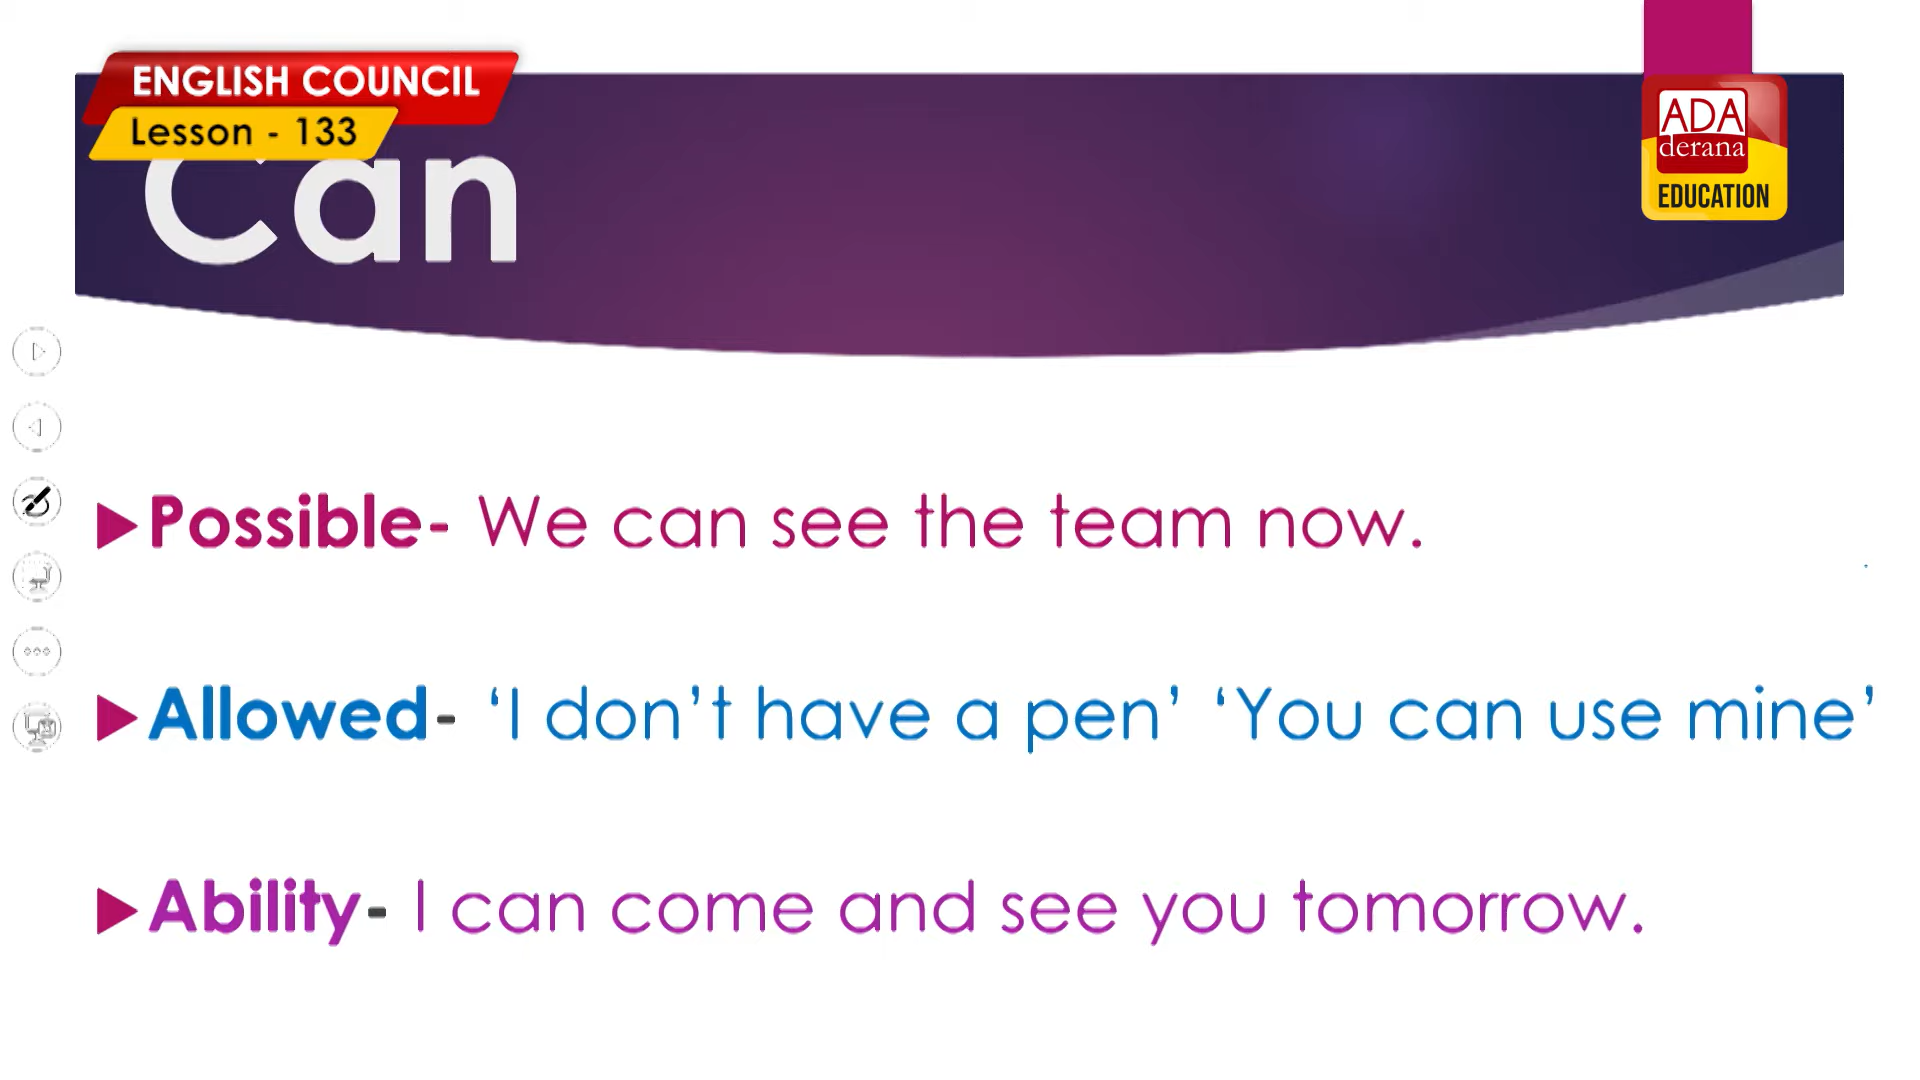 ENGLISH COUNCIL
Lesson - 133
Can
ADA
derana
EDUCATION
Possible- We can see the team now.
Allowed- ‘I don’t have a pen’ ‘You can use mine’
Ability- I can come and see you tomorrow.